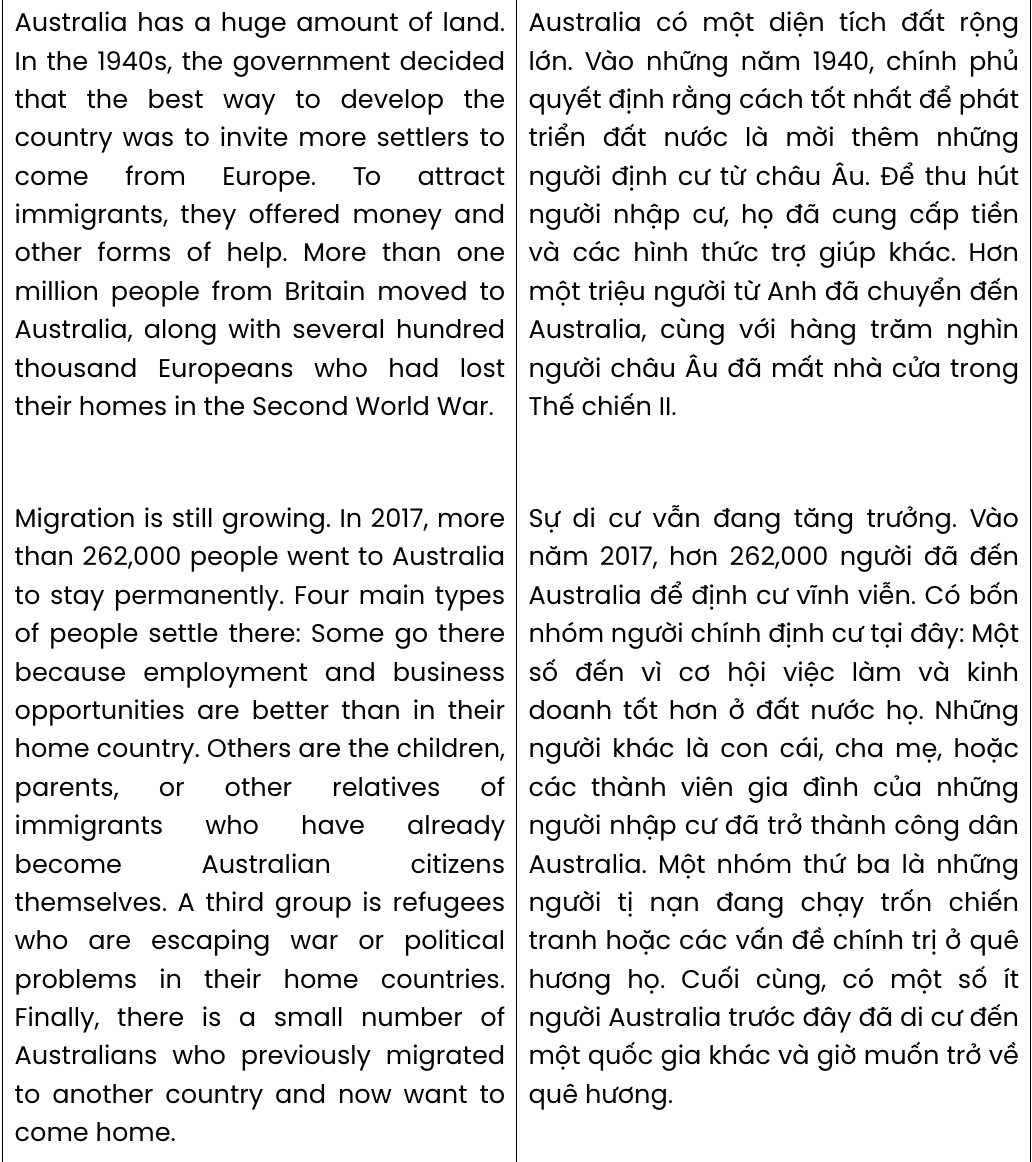 Australia has a huge amount of land.
In the 1940s, the government decided
that the best way to develop the
country was to invite more settlers to
come from Europe. To attract
immigrants, they offered money and
other forms of help. More than one
million people from Britain moved to
Australia, along with several hundred
thousand Europeans who had lost
their homes in the Second World War.
Migration is still growing. In 2017, more
than 262,000 people went to Australia
to stay permanently. Four main types
of people settle there: Some go there
because employment and business
opportunities are better than in their
home country. Others are the children,
parents, or other relatives of
immigrants who have already
become Australian citizens
themselves. A third group is refugees
who are escaping war or political
problems in their home countries.
Finally, there is a small number of
Australians who previously migrated
to another country and now want to
come home.
Australia có một diện tích đất rộng
lớn. Vào những năm 1940, chính phủ
quyết định rằng cách tốt nhất để phát
triển đất nước là mời thêm những
người định cư từ châu Âu. Để thu hút
người nhập cư, họ đã cung cấp tiền
và các hình thức trợ giúp khác. Hơn
một triệu người từ Anh đã chuyển đến
Australia, cùng với hàng trăm nghìn
người châu Âu đã mất nhà cửa trong
Thế chiến II.
Sự di cư vẫn đang tăng trưởng. Vào
năm 2017, hơn 262,000 người đã đến
Australia để định cư vĩnh viễn. Có bốn
nhóm người chính định cư tại đây: Một
số đến vì cơ hội việc làm và kinh
doanh tốt hơn ở đất nước họ. Những
người khác là con cái, cha mẹ, hoặc
các thành viên gia đình của những
người nhập cư đã trở thành công dân
Australia. Một nhóm thứ ba là những
người tị nạn đang chạy trốn chiến
tranh hoặc các vấn đề chính trị ở quê
hương họ. Cuối cùng, có một số ít
người Australia trước đây đã di cư đến
một quốc gia khác và giờ muốn trở về
quê hương.